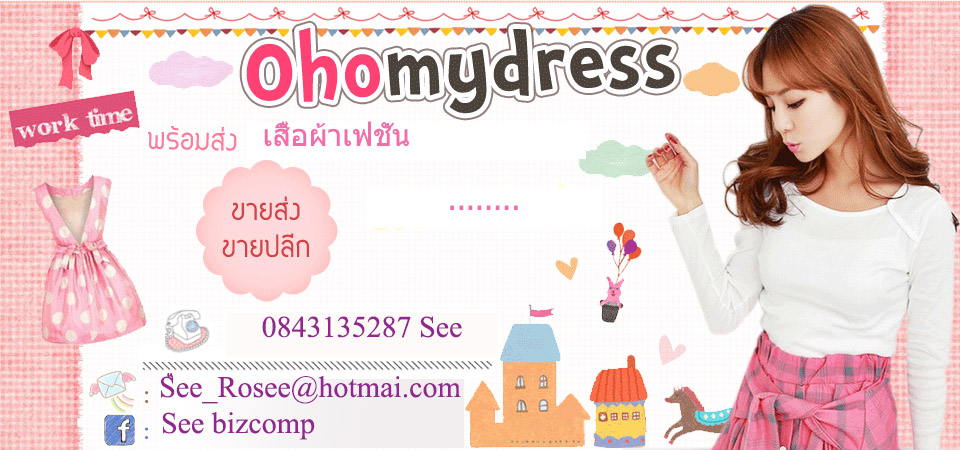 Ohomydress
work time
พร้อมส่ง เสื้อผ้าเฟชั่น
ขายส่ง
ขายปลีก
........
0843135287 See
: See_Rosee@hotmai.com
f : See bizcomp